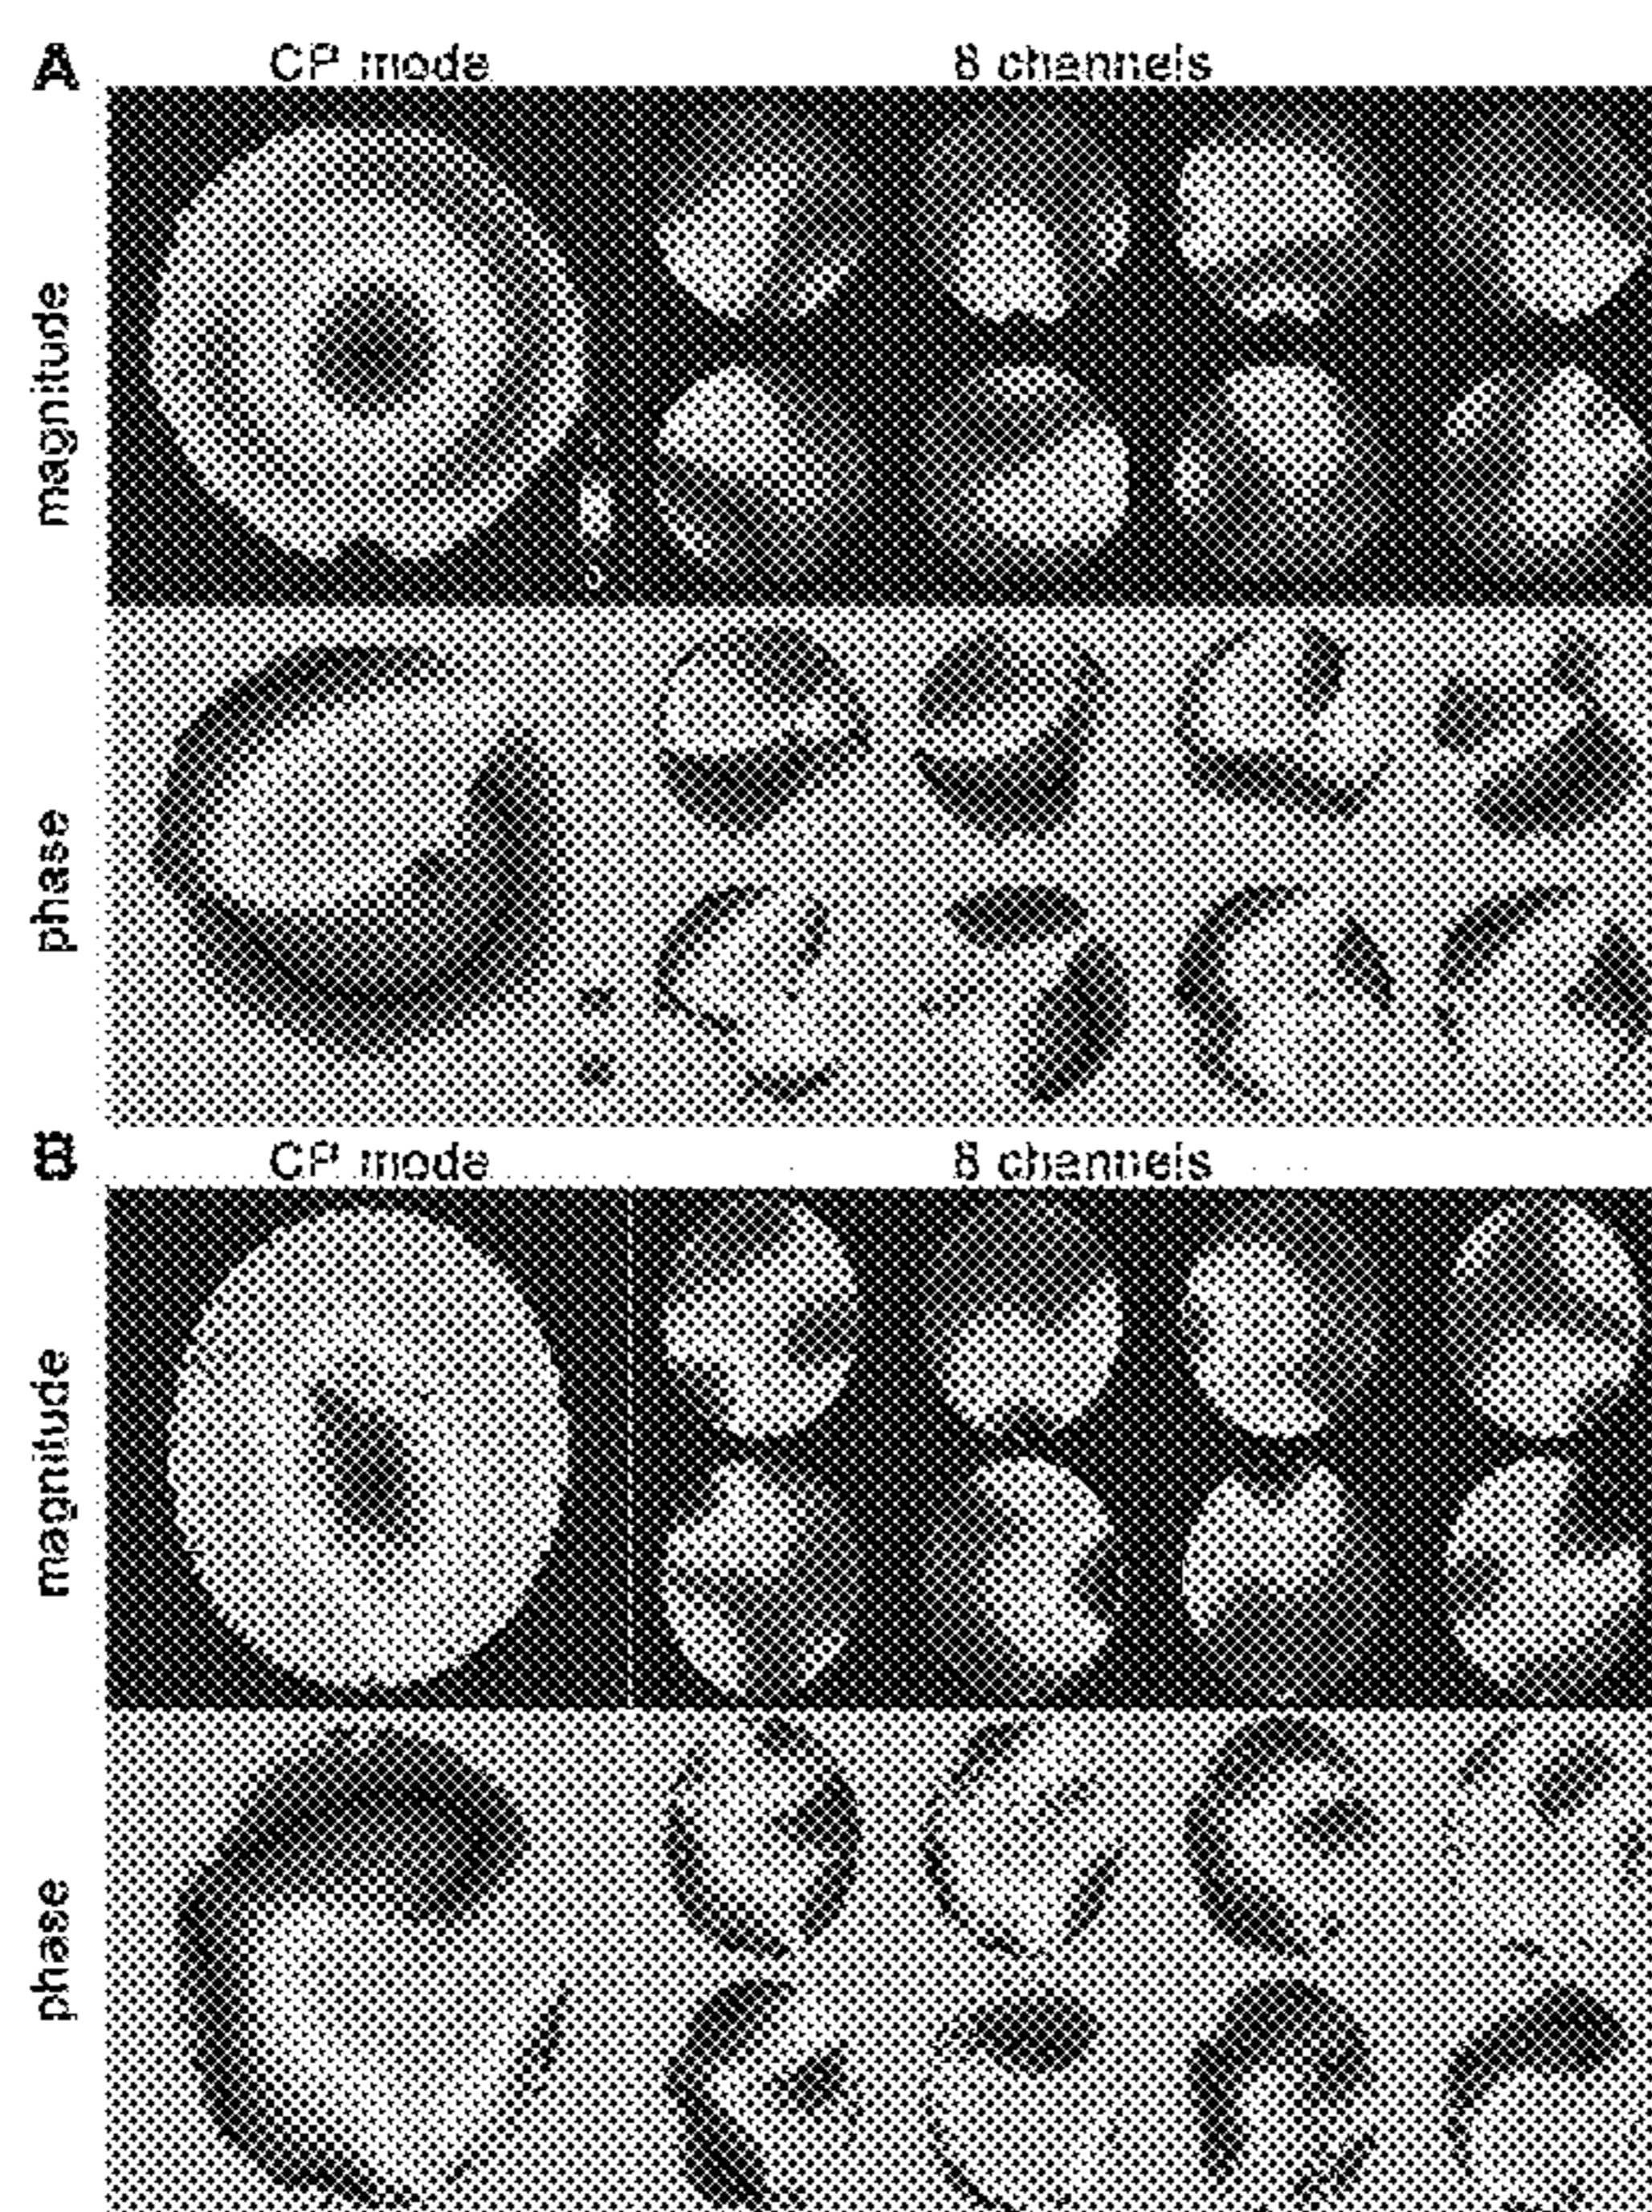 A CP mode 8 channels
magnitude
phase
B CP mode 8 channels
magnitude
phase